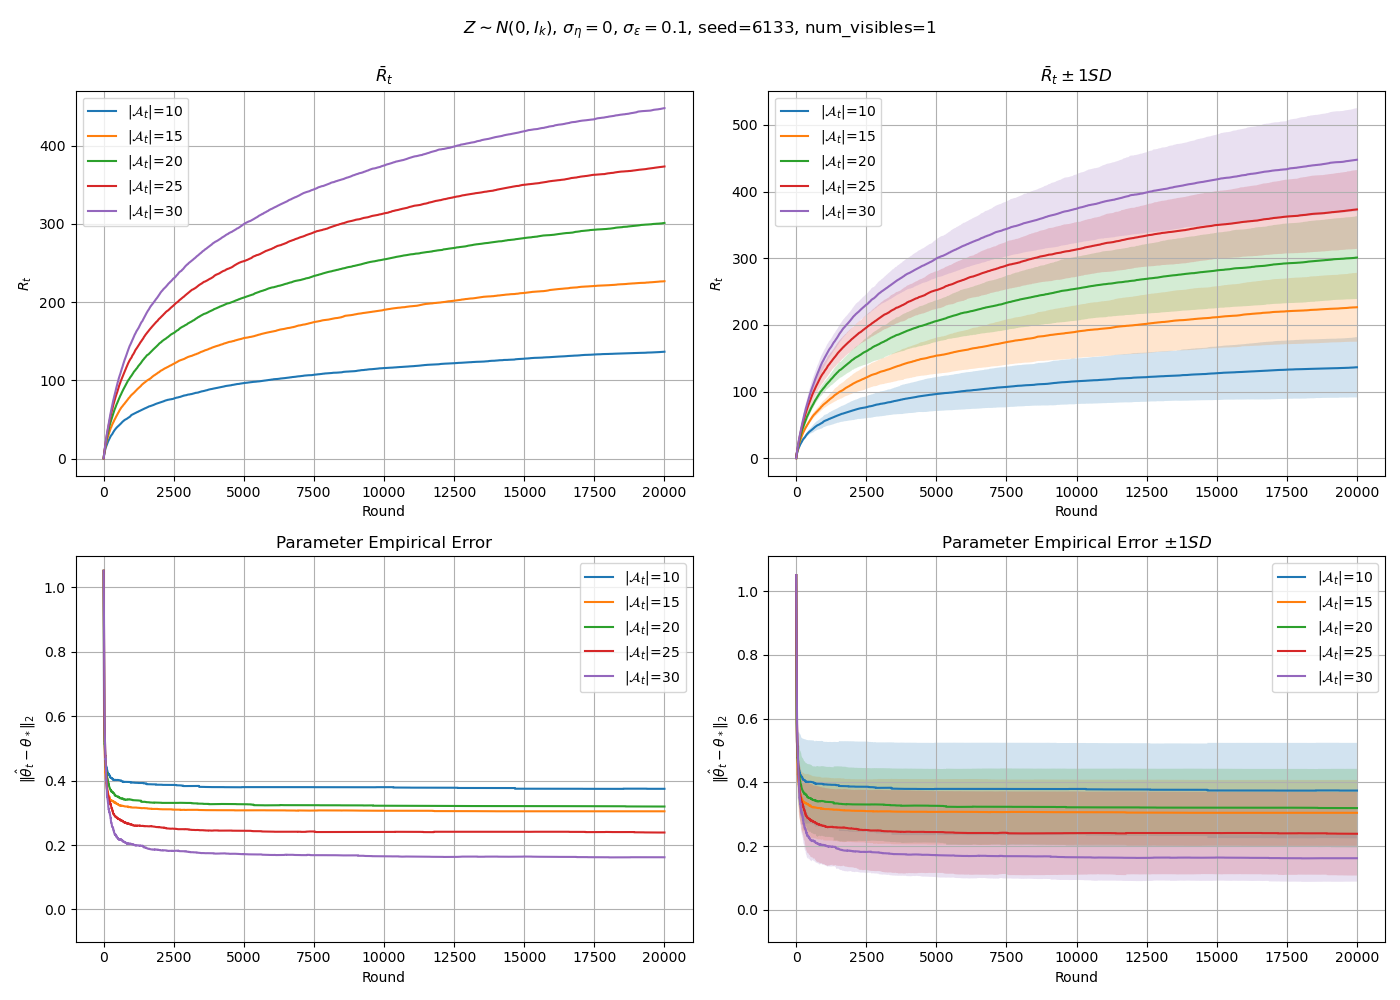 Z ∼ N(0, I_k), σ_η = 0, σ_ε = 0.1, seed=6133, num_visibles=1
R̄_t
R_t
400
300
200
100
0
|𝒜_t|=10
|𝒜_t|=15
|𝒜_t|=20
|𝒜_t|=25
|𝒜_t|=30
0 2500 5000 7500 10000 12500 15000 17500 20000
Round
R̄_t ± 1SD
R_t
500
400
300
200
100
0
|𝒜_t|=10
|𝒜_t|=15
|𝒜_t|=20
|𝒜_t|=25
|𝒜_t|=30
0 2500 5000 7500 10000 12500 15000 17500 20000
Round
Parameter Empirical Error
‖θ̂_t − θ_*‖₂
1.0
0.8
0.6
0.4
0.2
0.0
|𝒜_t|=10
|𝒜_t|=15
|𝒜_t|=20
|𝒜_t|=25
|𝒜_t|=30
0 2500 5000 7500 10000 12500 15000 17500 20000
Round
Parameter Empirical Error ±1SD
‖θ̂_t − θ_*‖₂
1.0
0.8
0.6
0.4
0.2
0.0
|𝒜_t|=10
|𝒜_t|=15
|𝒜_t|=20
|𝒜_t|=25
|𝒜_t|=30
0 2500 5000 7500 10000 12500 15000 17500 20000
Round